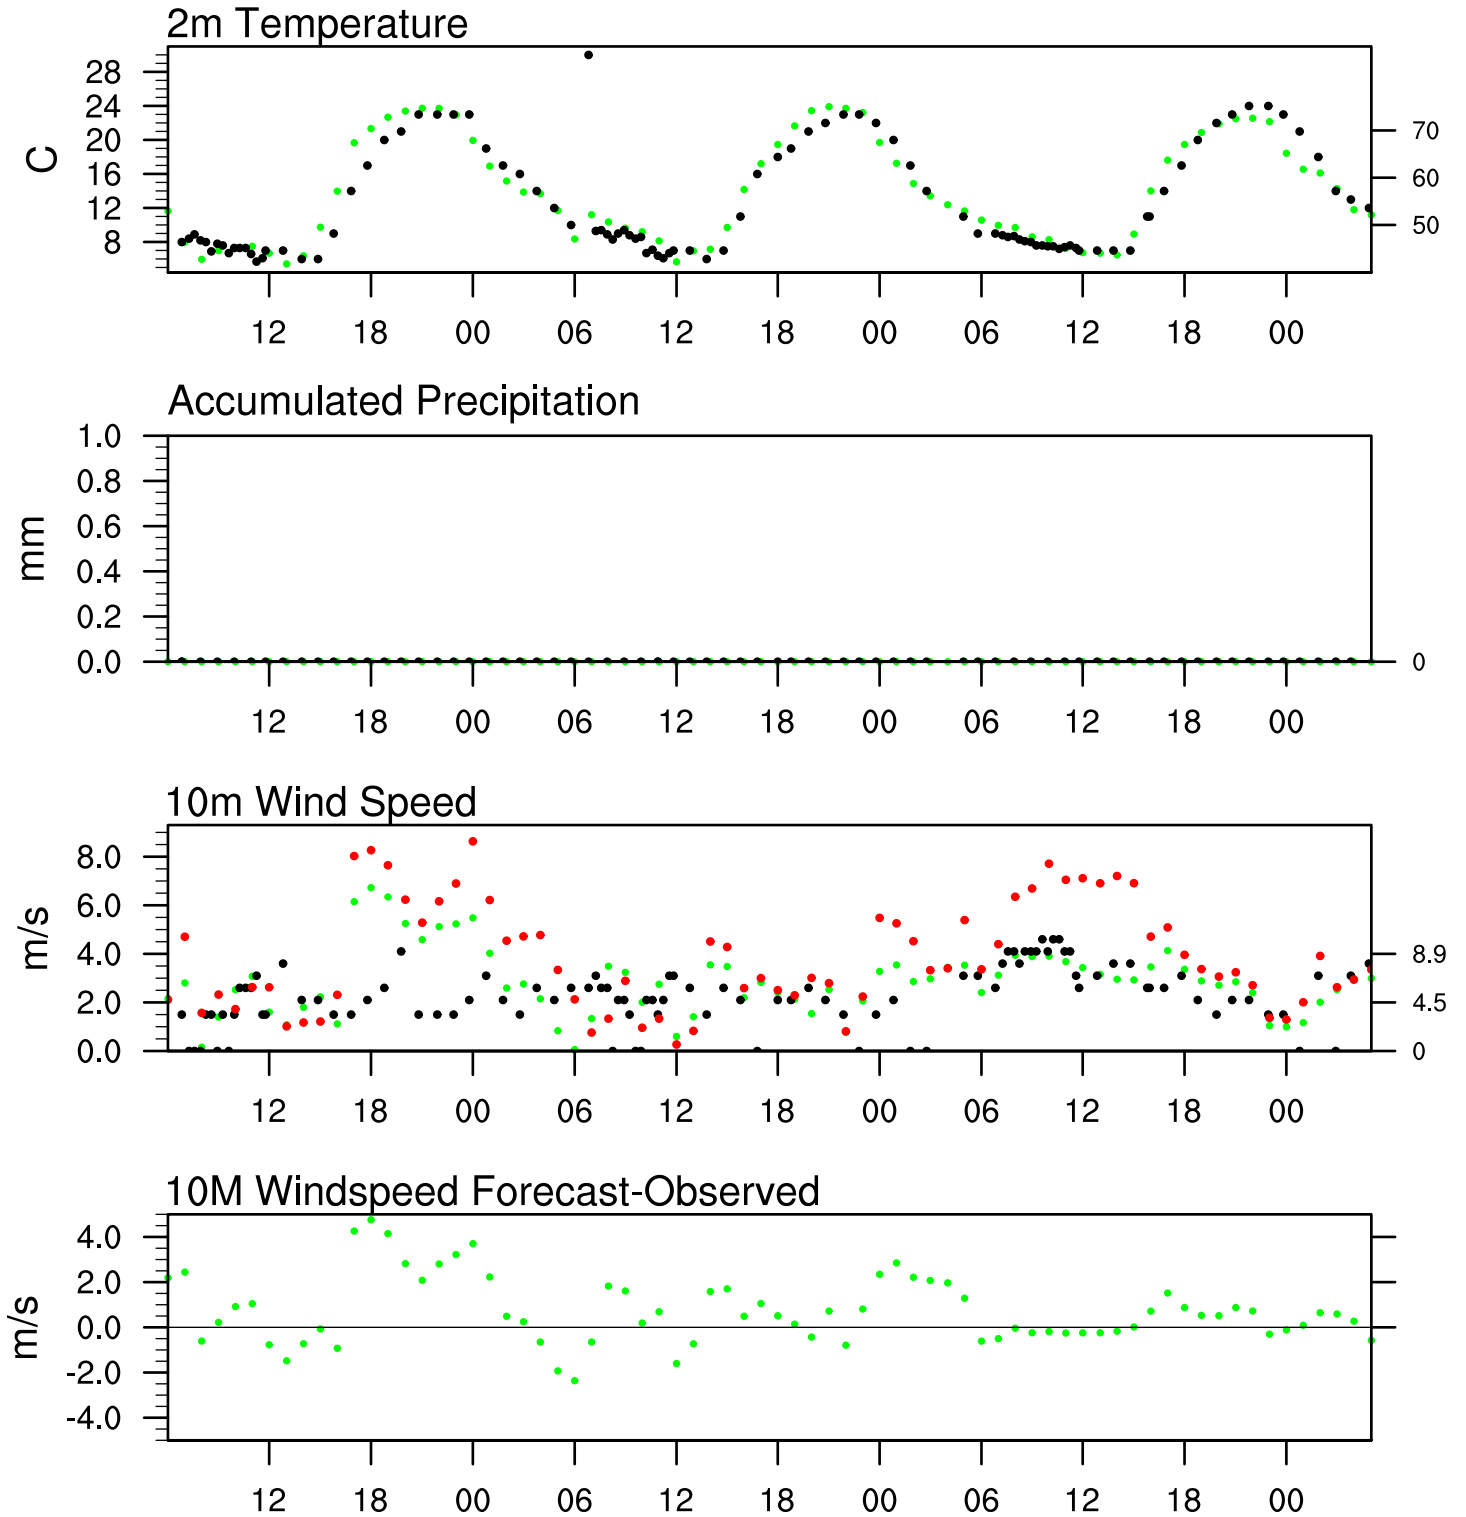 2m Temperature
28
24
20
16
12
8
C
70
60
50
12 18 00 06 12 18 00 06 12 18 00
Accumulated Precipitation
1.0
0.8
0.6
0.4
0.2
0.0
mm
0
12 18 00 06 12 18 00 06 12 18 00
10m Wind Speed
8.0
6.0
4.0
2.0
0.0
m/s
8.9
4.5
0
12 18 00 06 12 18 00 06 12 18 00
10M Windspeed Forecast-Observed
4.0
2.0
0.0
-2.0
-4.0
m/s
12 18 00 06 12 18 00 06 12 18 00